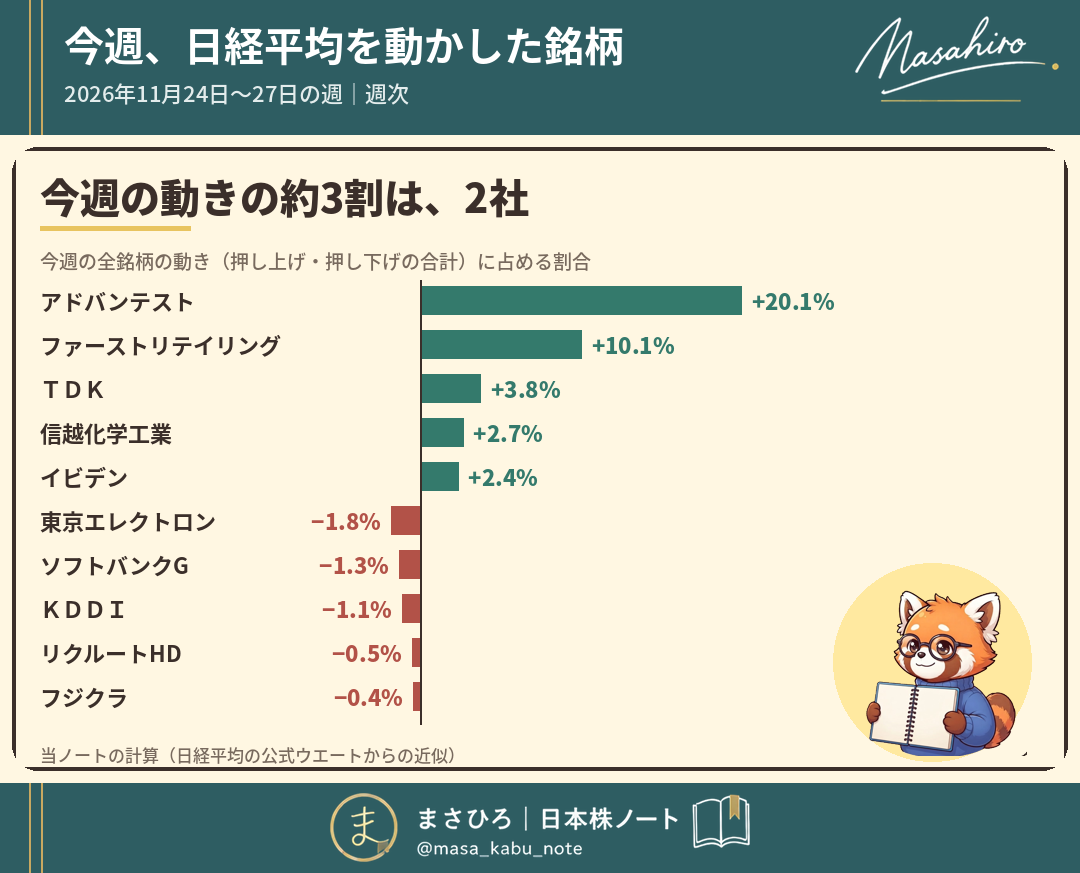 今週、日経平均を動かした銘柄
Masahiro
2026年11月24日〜27日の週｜週次
今週の動きの約3割は、2社
今週の全銘柄の動き（押し上げ・押し下げの合計）に占める割合
アドバンテスト +20.1%
ファーストリテイリング +10.1%
ＴＤＫ +3.8%
信越化学工業 +2.7%
イビデン +2.4%
東京エレクトロン −1.8%
ソフトバンクG −1.3%
ＫＤＤＩ −1.1%
リクルートHD −0.5%
フジクラ −0.4%
当ノートの計算（日経平均の公式ウエートからの近似）
ま
まさひろ｜日本株ノート
@masa_kabu_note